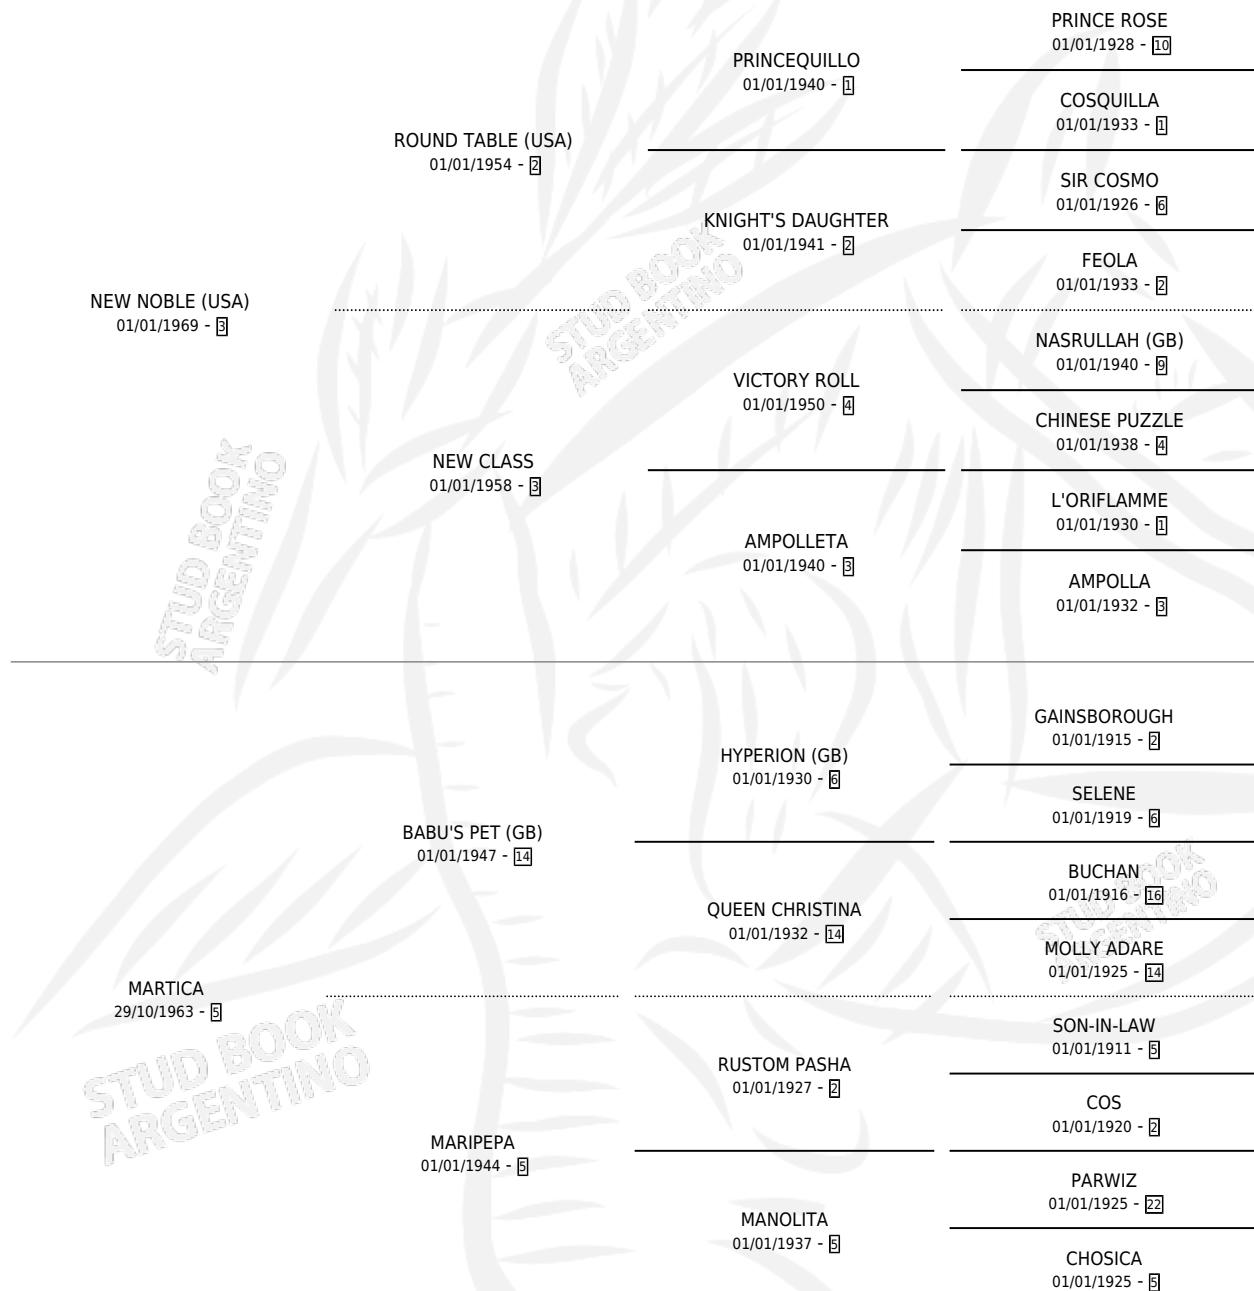 PRINCE ROSE
01/01/1928 - 10
PRINCEQUILLO
01/01/1940 - 1
COSQUILLA
01/01/1933 - 1
ROUND TABLE (USA)
01/01/1954 - 2
SIR COSMO
01/01/1926 - 6
KNIGHT'S DAUGHTER
01/01/1941 - 2
FEOLA
01/01/1933 - 2
NEW NOBLE (USA)
01/01/1969 - 3
STUD BOOK
ARGENTINO
NASRULLAH (GB)
01/01/1940 - 9
VICTORY ROLL
01/01/1950 - 4
CHINESE PUZZLE
01/01/1938 - 4
NEW CLASS
01/01/1958 - 3
L'ORIFLAMME
01/01/1930 - 1
AMPOLLETA
01/01/1940 - 3
AMPOLLA
01/01/1932 - 3
STUD BOOK
ARGENTINO
GAINSBOROUGH
01/01/1915 - 2
HYPERION (GB)
01/01/1930 - 6
SELENE
01/01/1919 - 6
BABU'S PET (GB)
01/01/1947 - 14
BUCHAN
01/01/1916 - 16
QUEEN CHRISTINA
01/01/1932 - 14
MOLLY ADARE
01/01/1925 - 14
STUD BOOK
ARGENTINO
MARTICA
29/10/1963 - 5
SON-IN-LAW
01/01/1911 - 5
RUSTOM PASHA
01/01/1927 - 2
COS
01/01/1920 - 2
STUD BOOK
ARGENTINO
MARIPEPA
01/01/1944 - 5
PARWIZ
01/01/1925 - 22
MANOLITA
01/01/1937 - 5
CHOSICA
01/01/1925 - 5